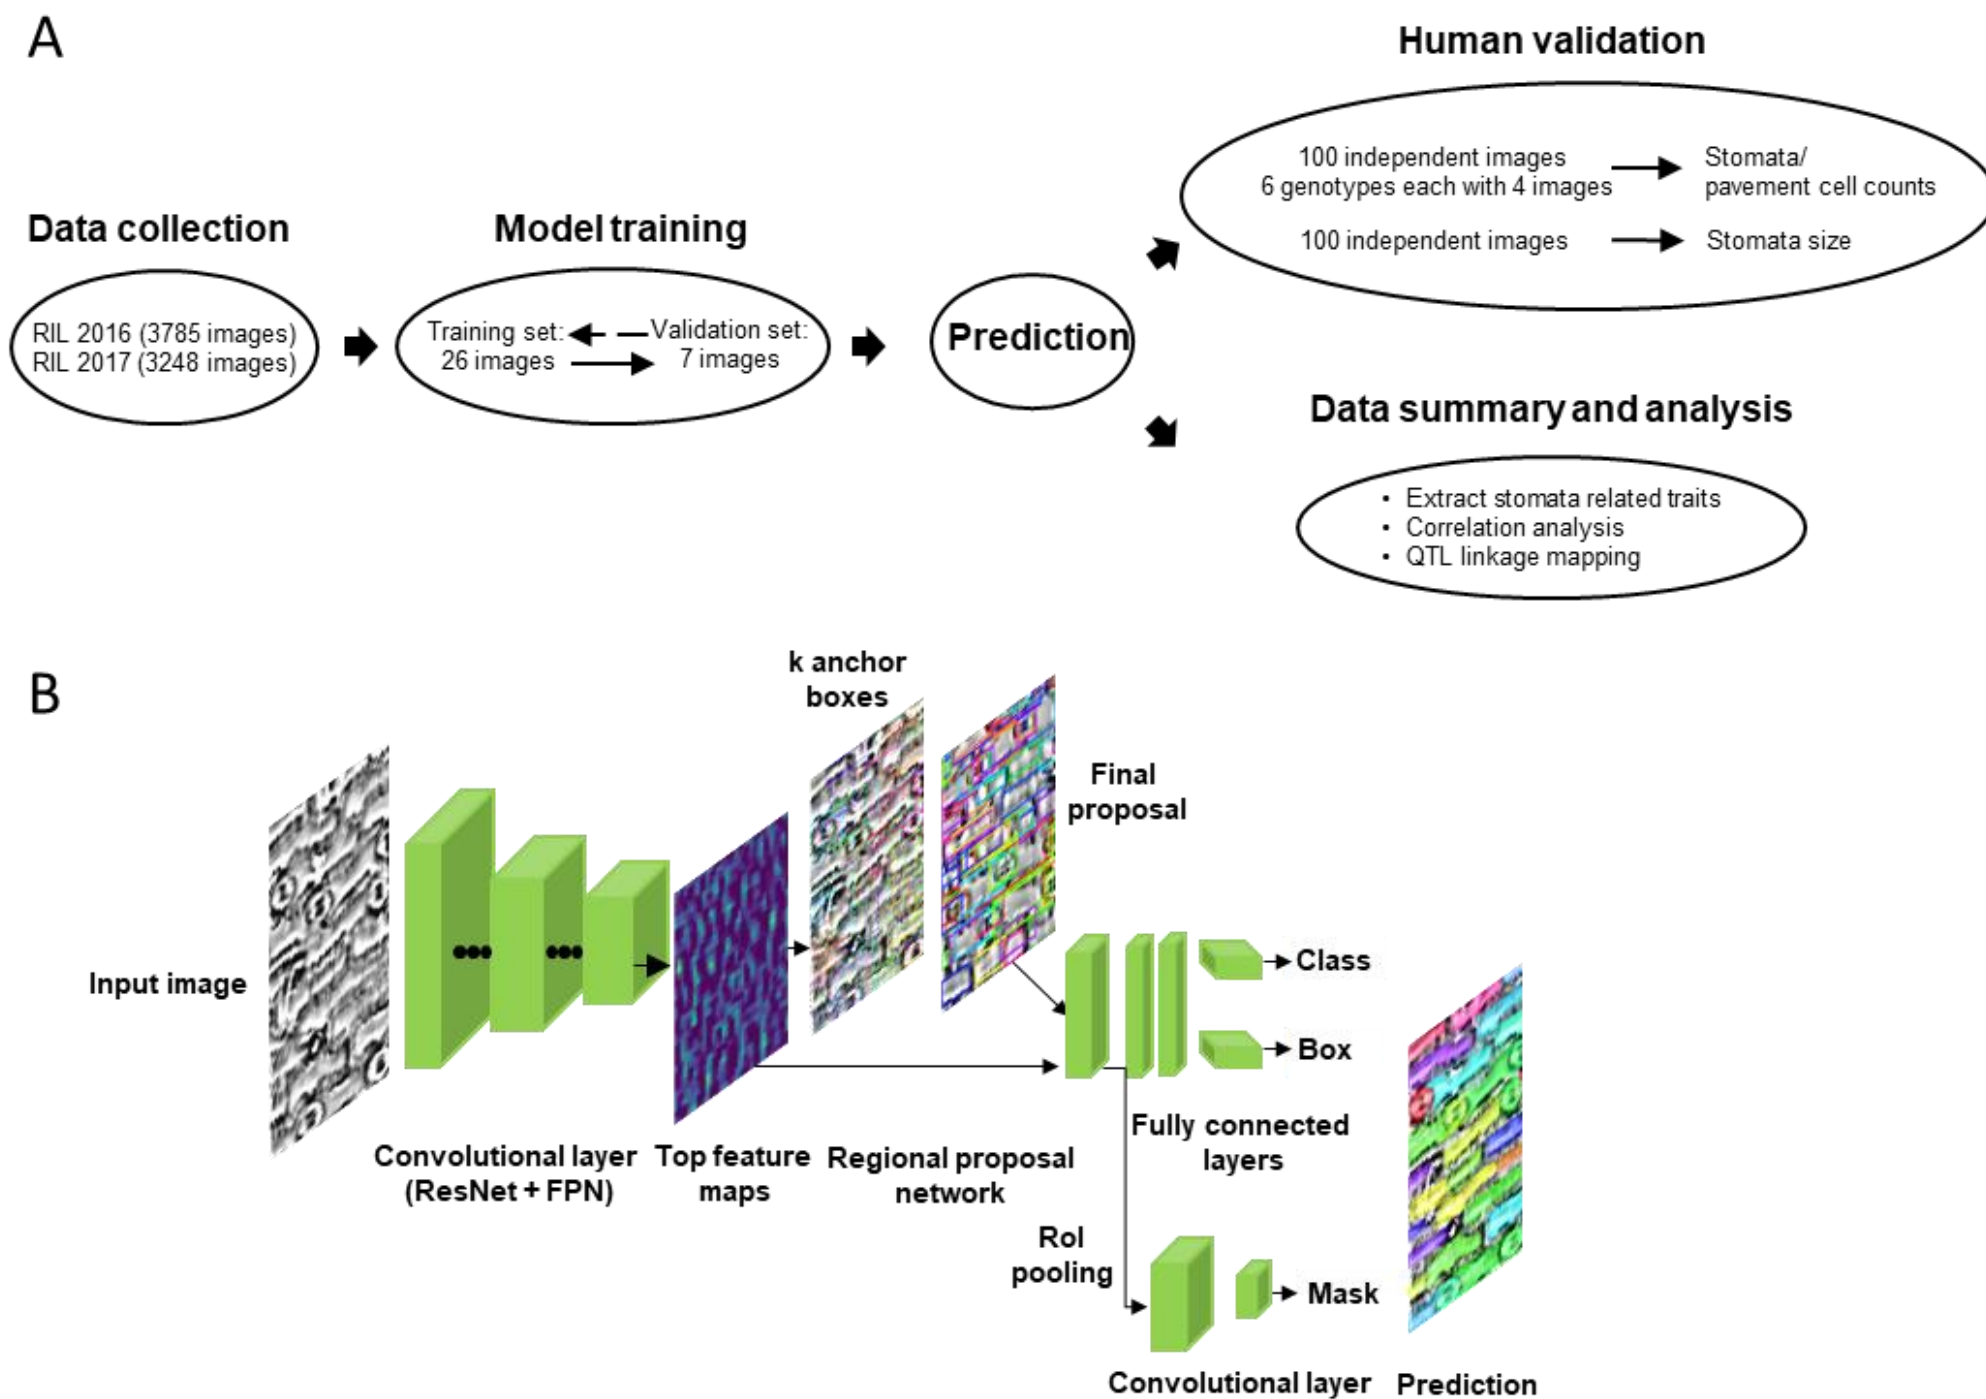 A
Human validation
100 independent images
6 genotypes each with 4 images
Stomata/
pavement cell counts
100 independent images
Stomata size
Data collection
RIL 2016 (3785 images)
RIL 2017 (3248 images)
Model training
Training set:
26 images
Validation set:
7 images
Prediction
Data summary and analysis
• Extract stomata related traits
• Correlation analysis
• QTL linkage mapping
B
k anchor
boxes
Final
proposal
Input image
Class
Box
Convolutional layer
(ResNet + FPN)
Top feature
maps
Regional proposal
network
Fully connected
layers
RoI
pooling
Mask
Convolutional layer
Prediction